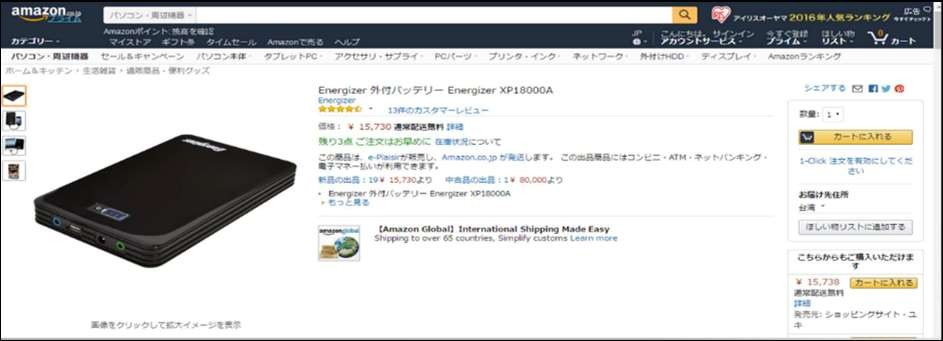 amazon.co.jp
プライム
パソコン・周辺機器
アイリスオーヤマ 2016年人気ランキング
広告
カテゴリー
Amazonポイント: 残高を確認
マイストア ギフト券 タイムセール Amazonで売る ヘルプ
JP
こんにちは。サインイン
アカウントサービス
今すぐ登録
プライム
ほしい物
リスト
0
カート
パソコン・周辺機器 セール&キャンペーン パソコン本体 タブレットPC アクセサリ・サプライ PCパーツ プリンタ・インク ネットワーク 外付けHDD ディスプレイ Amazonランキング
ホーム&キッチン › 生活雑貨 › 通販商品・便利グッズ
Energizer 外付バッテリー Energizer XP18000A
Energizer
13件のカスタマーレビュー
価格: ¥ 15,730 通常配送無料 詳細
残り3点 ご注文はお早めに 在庫状況について
この商品は、e-Plaisirが販売し、Amazon.co.jp が発送します。 この出品商品にはコンビニ・ATM・ネットバンキング・
電子マネー払いが利用できます。
新品の出品:19 ¥ 15,730より 中古品の出品:1 ¥ 80,000より
Energizer 外付バッテリー Energizer XP18000A
› もっと見る
amazonglobal
【Amazon Global】International Shipping Made Easy
Shipping to over 65 countries, Simplify customs Learn more
Energizer
画像をクリックして拡大イメージを表示
シェアする
数量: 1
カートに入れる
1-Click 注文を有効にしてくだ
さい
お届け先住所
台湾
ほしい物リストに追加する
こちらからもご購入いただけま
す
¥ 15,738
カートに入れる
通常配送無料
詳細
発売元: ショッピングサイト・ユ
キ